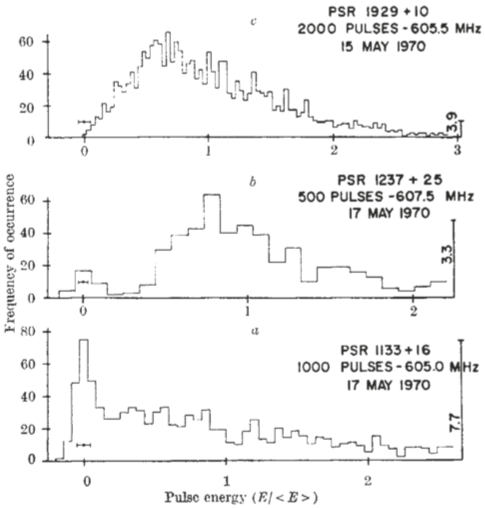 c
PSR 1929+10
2000 PULSES-605.5 MHz
15 MAY 1970
60
40
20
0
3.9
0 1 2 3
b
PSR 1237+25
500 PULSES-607.5 MHz
17 MAY 1970
60
40
20
0
3.3
0 1 2
a
PSR 1133+16
1000 PULSES-605.0 MHz
17 MAY 1970
80
60
40
20
0
7.7
0 1 2
Frequency of occurrence
Pulse energy (E/<E>)